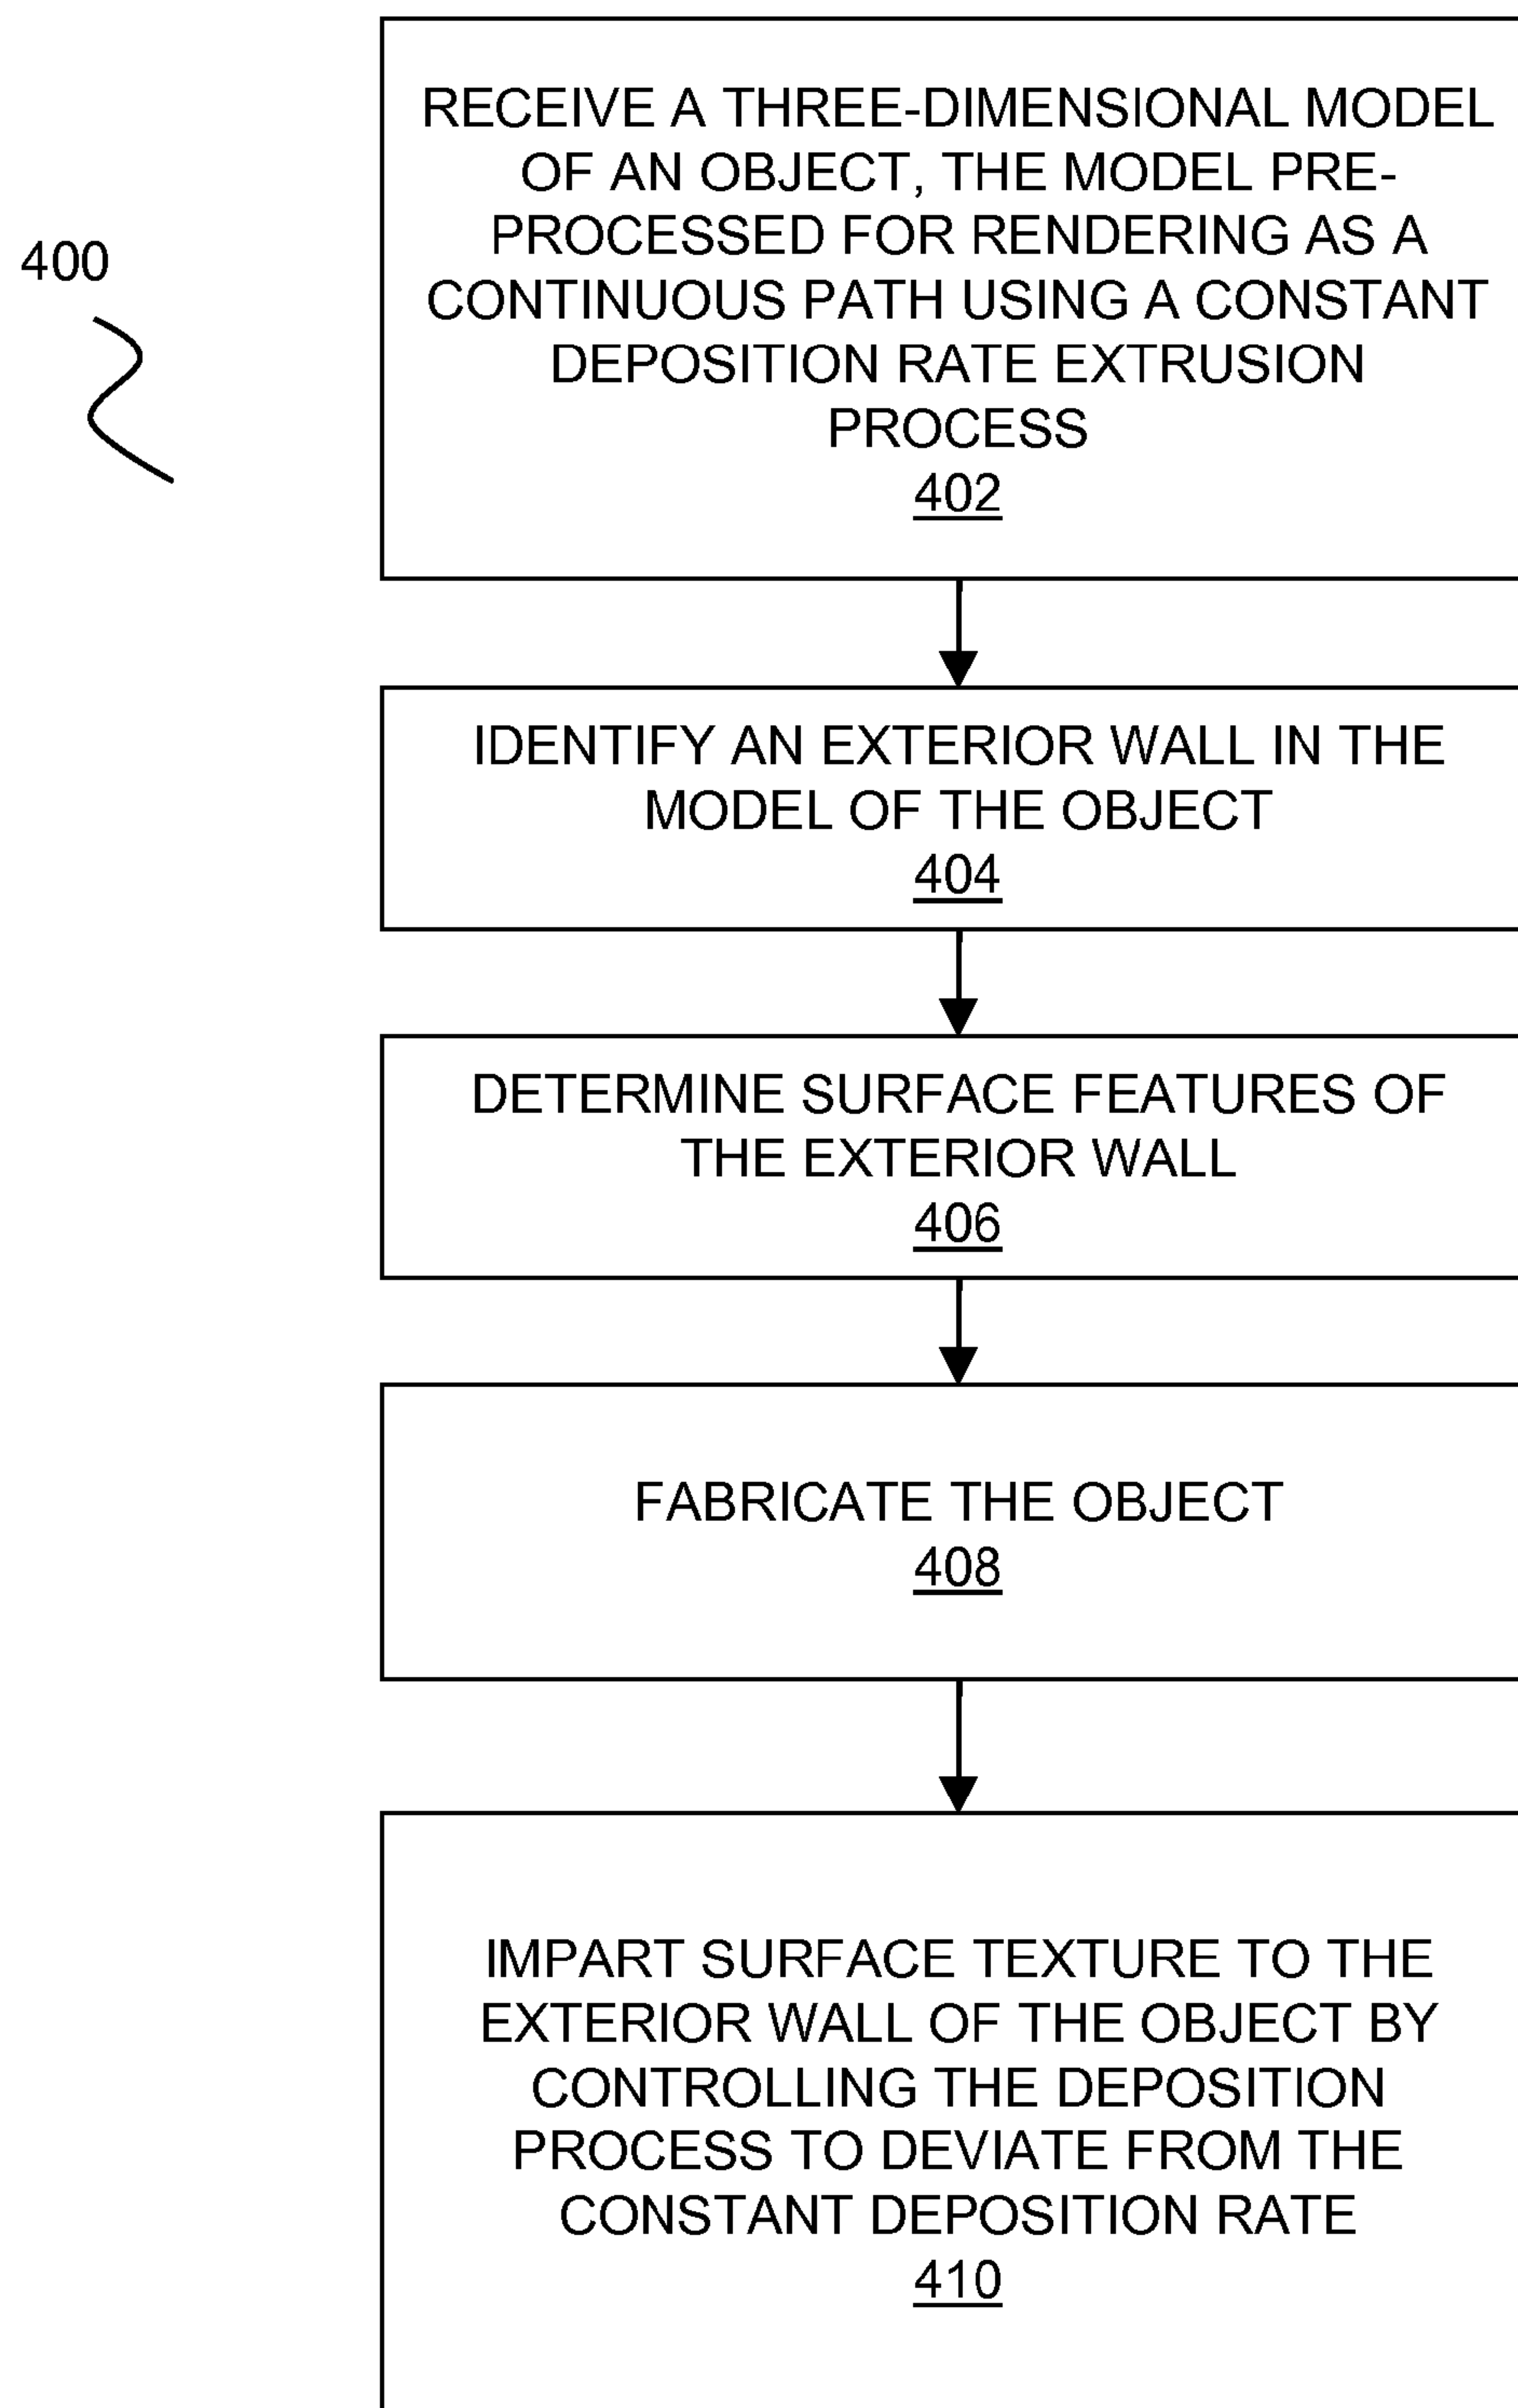 RECEIVE A THREE-DIMENSIONAL MODEL
OF AN OBJECT, THE MODEL PRE-
PROCESSED FOR RENDERING AS A
CONTINUOUS PATH USING A CONSTANT
DEPOSITION RATE EXTRUSION
PROCESS
402
400
IDENTIFY AN EXTERIOR WALL IN THE
MODEL OF THE OBJECT
404
DETERMINE SURFACE FEATURES OF
THE EXTERIOR WALL
406
FABRICATE THE OBJECT
408
IMPART SURFACE TEXTURE TO THE
EXTERIOR WALL OF THE OBJECT BY
CONTROLLING THE DEPOSITION
PROCESS TO DEVIATE FROM THE
CONSTANT DEPOSITION RATE
410